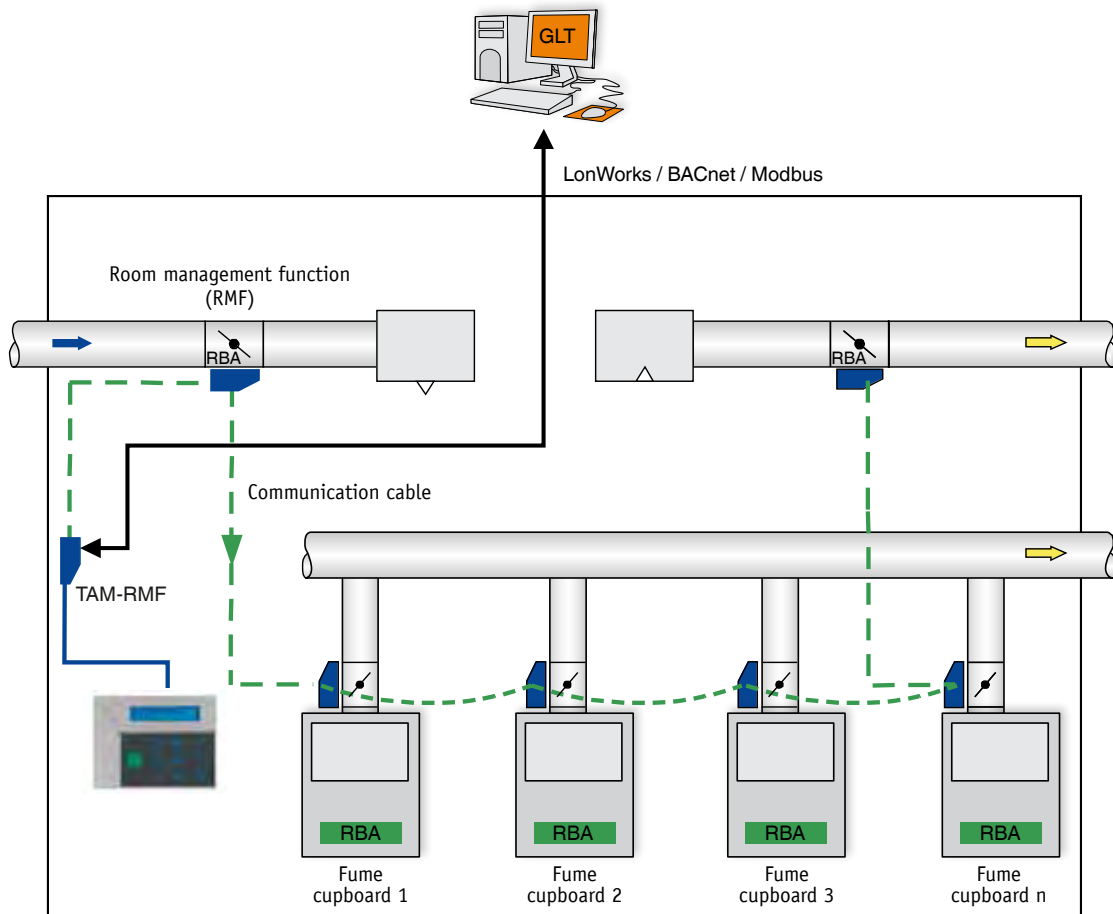 GLT
LonWorks / BACnet / Modbus
Room management function
(RMF)
RBA
RBA
Communication cable
TAM-RMF
RBA
RBA
RBA
RBA
Fume
cupboard 1
Fume
cupboard 2
Fume
cupboard 3
Fume
cupboard n